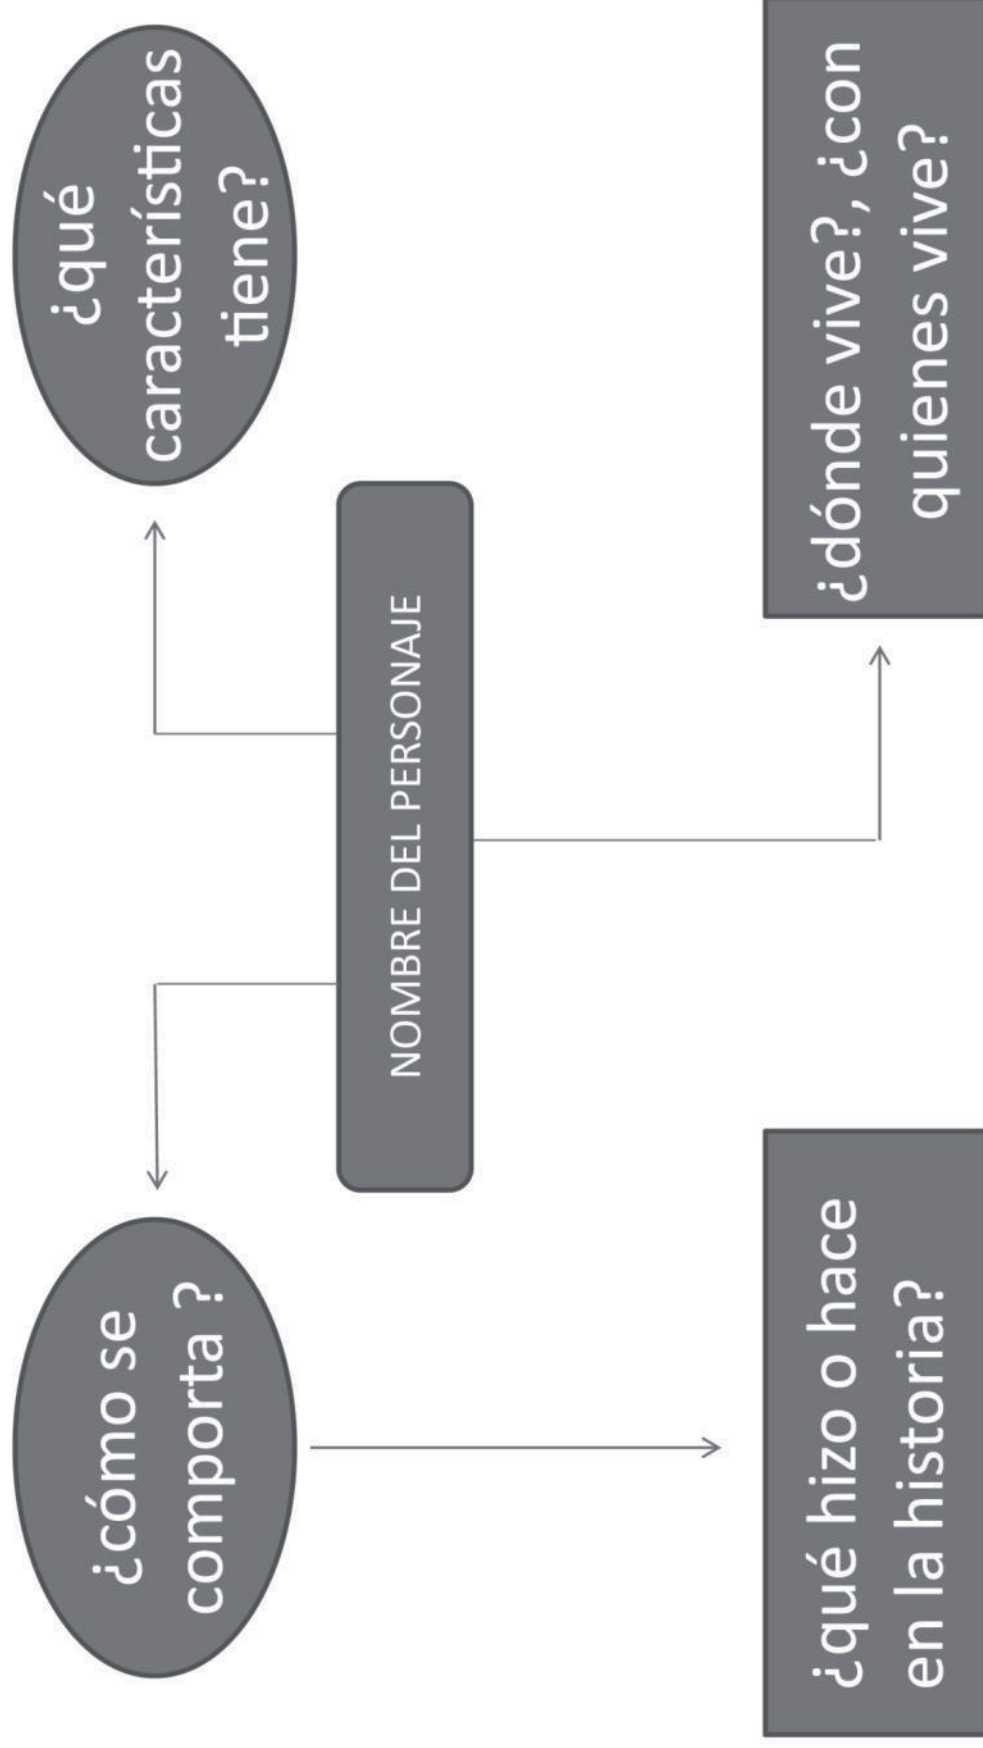 ¿cómo se
comporta ?
¿qué
características
tiene?
NOMBRE DEL PERSONAJE
¿qué hizo o hace
en la historia?
¿dónde vive?, ¿con
quienes vive?